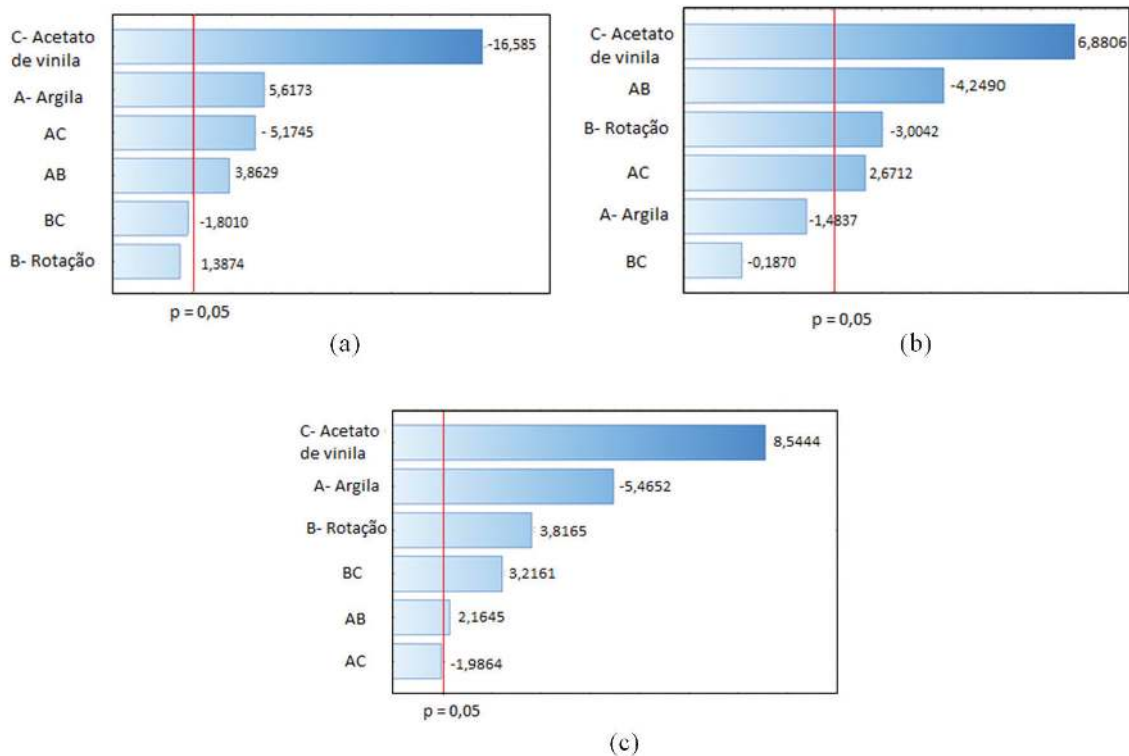 C- Acetato
de vinila
-16,585
A- Argila
5,6173
AC
- 5,1745
AB
3,8629
BC
-1,8010
B- Rotação
1,3874
p = 0,05
(a)
C- Acetato
de vinila
6,8806
AB
-4,2490
B- Rotação
-3,0042
AC
2,6712
A- Argila
-1,4837
BC
-0,1870
p = 0,05
(b)
C- Acetato
de vinila
8,5444
A- Argila
-5,4652
B- Rotação
3,8165
BC
3,2161
AB
2,1645
AC
-1,9864
p = 0,05
(c)